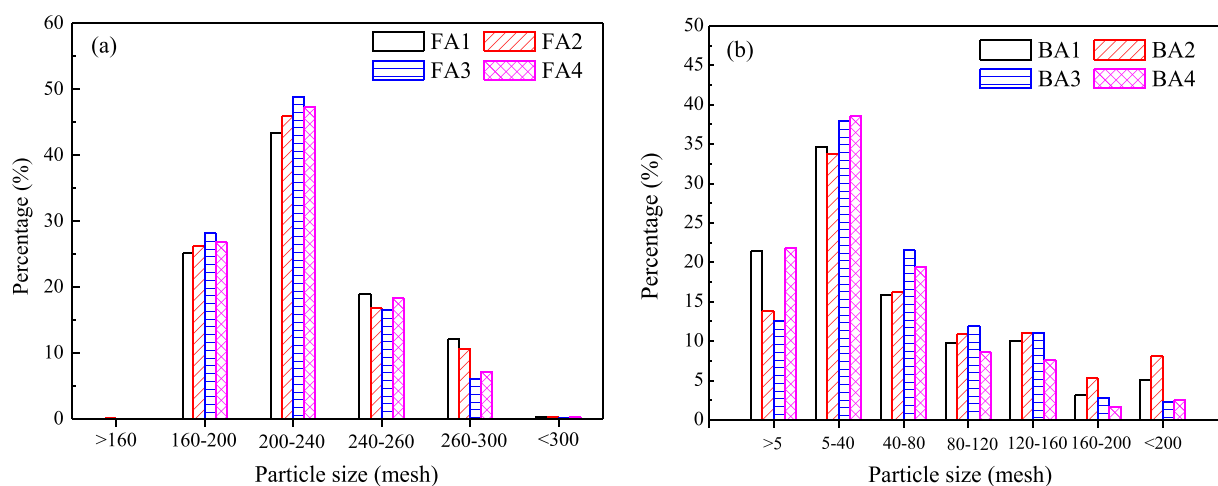 (a)
FA1 FA2
FA3 FA4
Percentage (%)
60
50
40
30
20
10
0
>160 160-200 200-240 240-260 260-300 <300
Particle size (mesh)
(b)
BA1 BA2
BA3 BA4
Percentage (%)
50
45
40
35
30
25
20
15
10
5
0
>5 5-40 40-80 80-120 120-160 160-200 <200
Particle size (mesh)